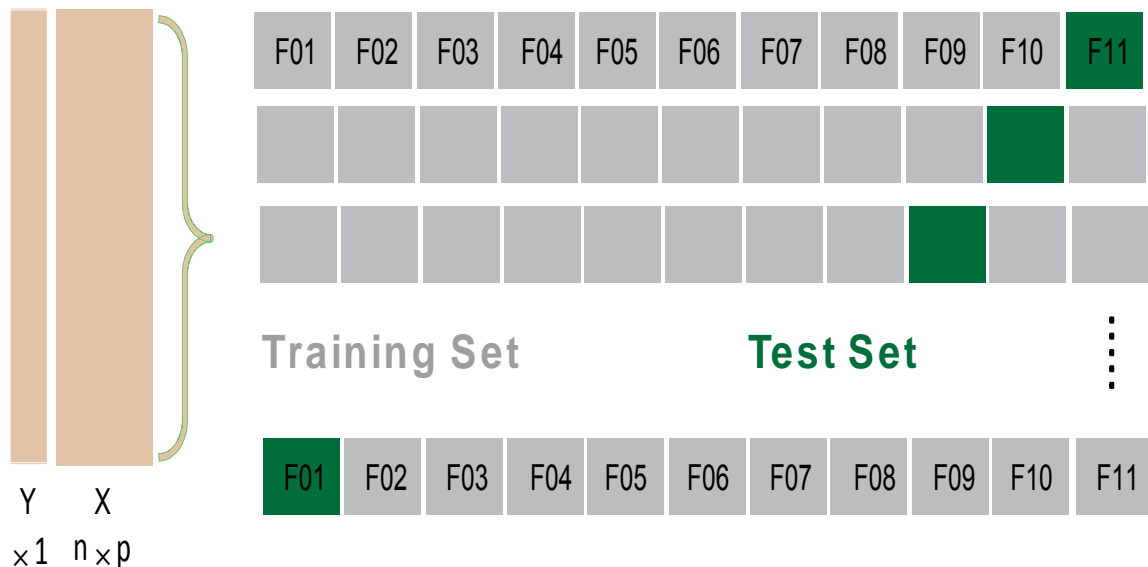 F01 F02 F03 F04 F05 F06 F07 F08 F09 F10 F11
Training Set Test Set
F01 F02 F03 F04 F05 F06 F07 F08 F09 F10 F11
Y X
×1 n×p